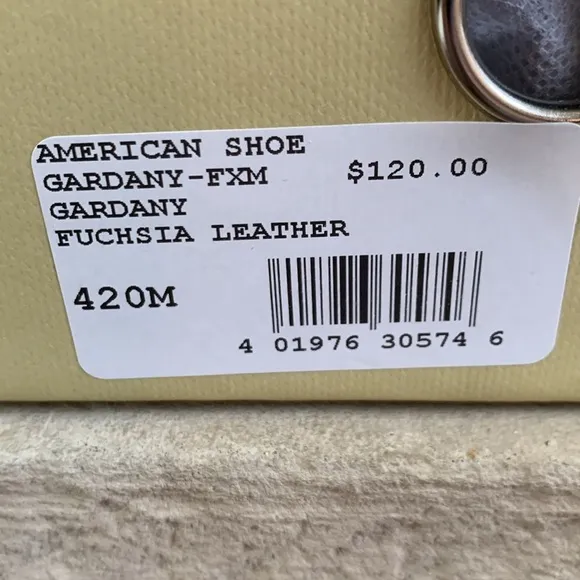 AMERICAN SHOE
GARDANY-FXM $120.00
GARDANY
FUCHSIA LEATHER
420M
4 01976 30574 6